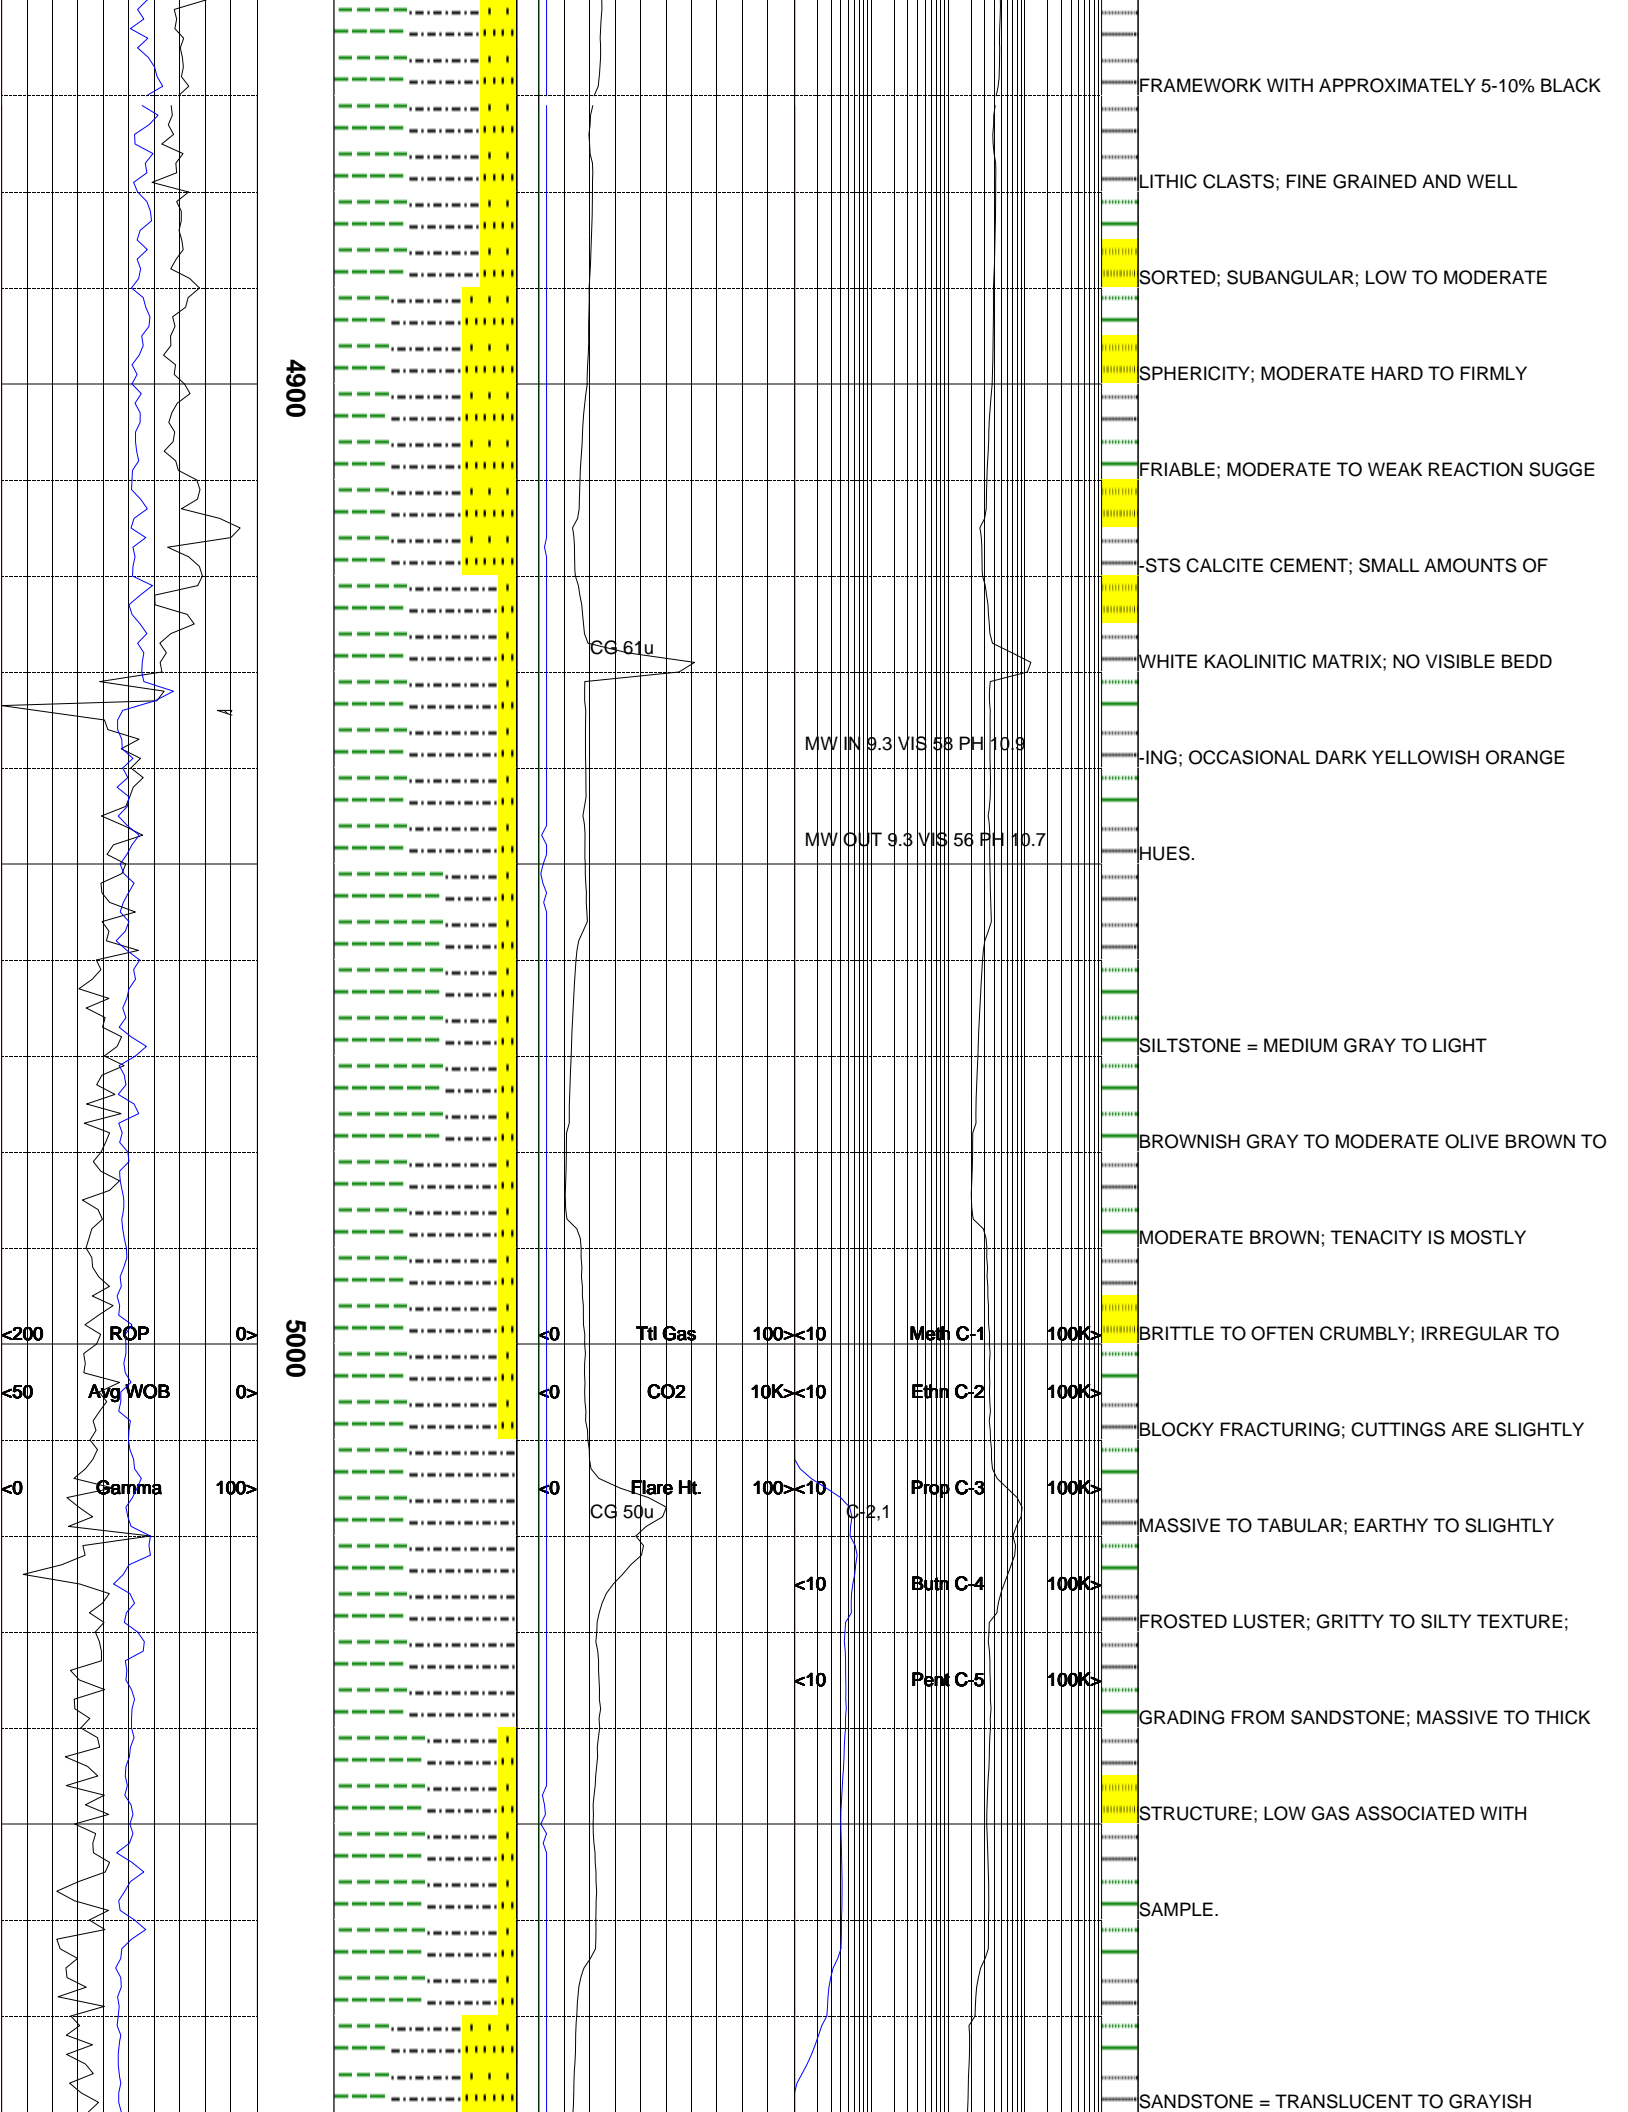 FRAMEWORK WITH APPROXIMATELY 5-10% BLACK
LITHIC CLASTS; FINE GRAINED AND WELL
SORTED; SUBANGULAR; LOW TO MODERATE
SPHERICITY; MODERATE HARD TO FIRMLY
4900
FRIABLE; MODERATE TO WEAK REACTION SUGGE
-STS CALCITE CEMENT; SMALL AMOUNTS OF
CG 61u
WHITE KAOLINITIC MATRIX; NO VISIBLE BEDD
MW IN 9.3 VIS 58 PH 10.9
-ING; OCCASIONAL DARK YELLOWISH ORANGE
MW OUT 9.3 VIS 56 PH 10.7
HUES.
SILTSTONE = MEDIUM GRAY TO LIGHT
BROWNISH GRAY TO MODERATE OLIVE BROWN TO
MODERATE BROWN; TENACITY IS MOSTLY
<200 ROP 0> 5000 <0 Ttl Gas 100> <10 Meth C-1 100K> BRITTLE TO OFTEN CRUMBLY; IRREGULAR TO
<50 Avg WOB 0> <0 CO2 10K> <10 Ethn C-2 100K>
BLOCKY FRACTURING; CUTTINGS ARE SLIGHTLY
<0 Gamma 100> <0 Flare Ht. 100> <10 Prop C-3 100K>
CG 50u C-2,1
MASSIVE TO TABULAR; EARTHY TO SLIGHTLY
<10 Butn C-4 100K>
FROSTED LUSTER; GRITTY TO SILTY TEXTURE;
<10 Pent C-5 100K>
GRADING FROM SANDSTONE; MASSIVE TO THICK
STRUCTURE; LOW GAS ASSOCIATED WITH
SAMPLE.
SANDSTONE = TRANSLUCENT TO GRAYISH